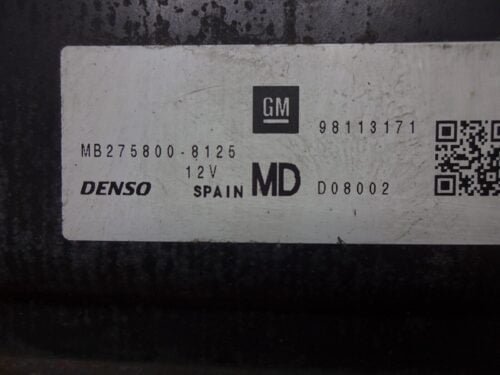 GM
98113171
MB275800-8125
12V
DENSO SPAIN MD D08002